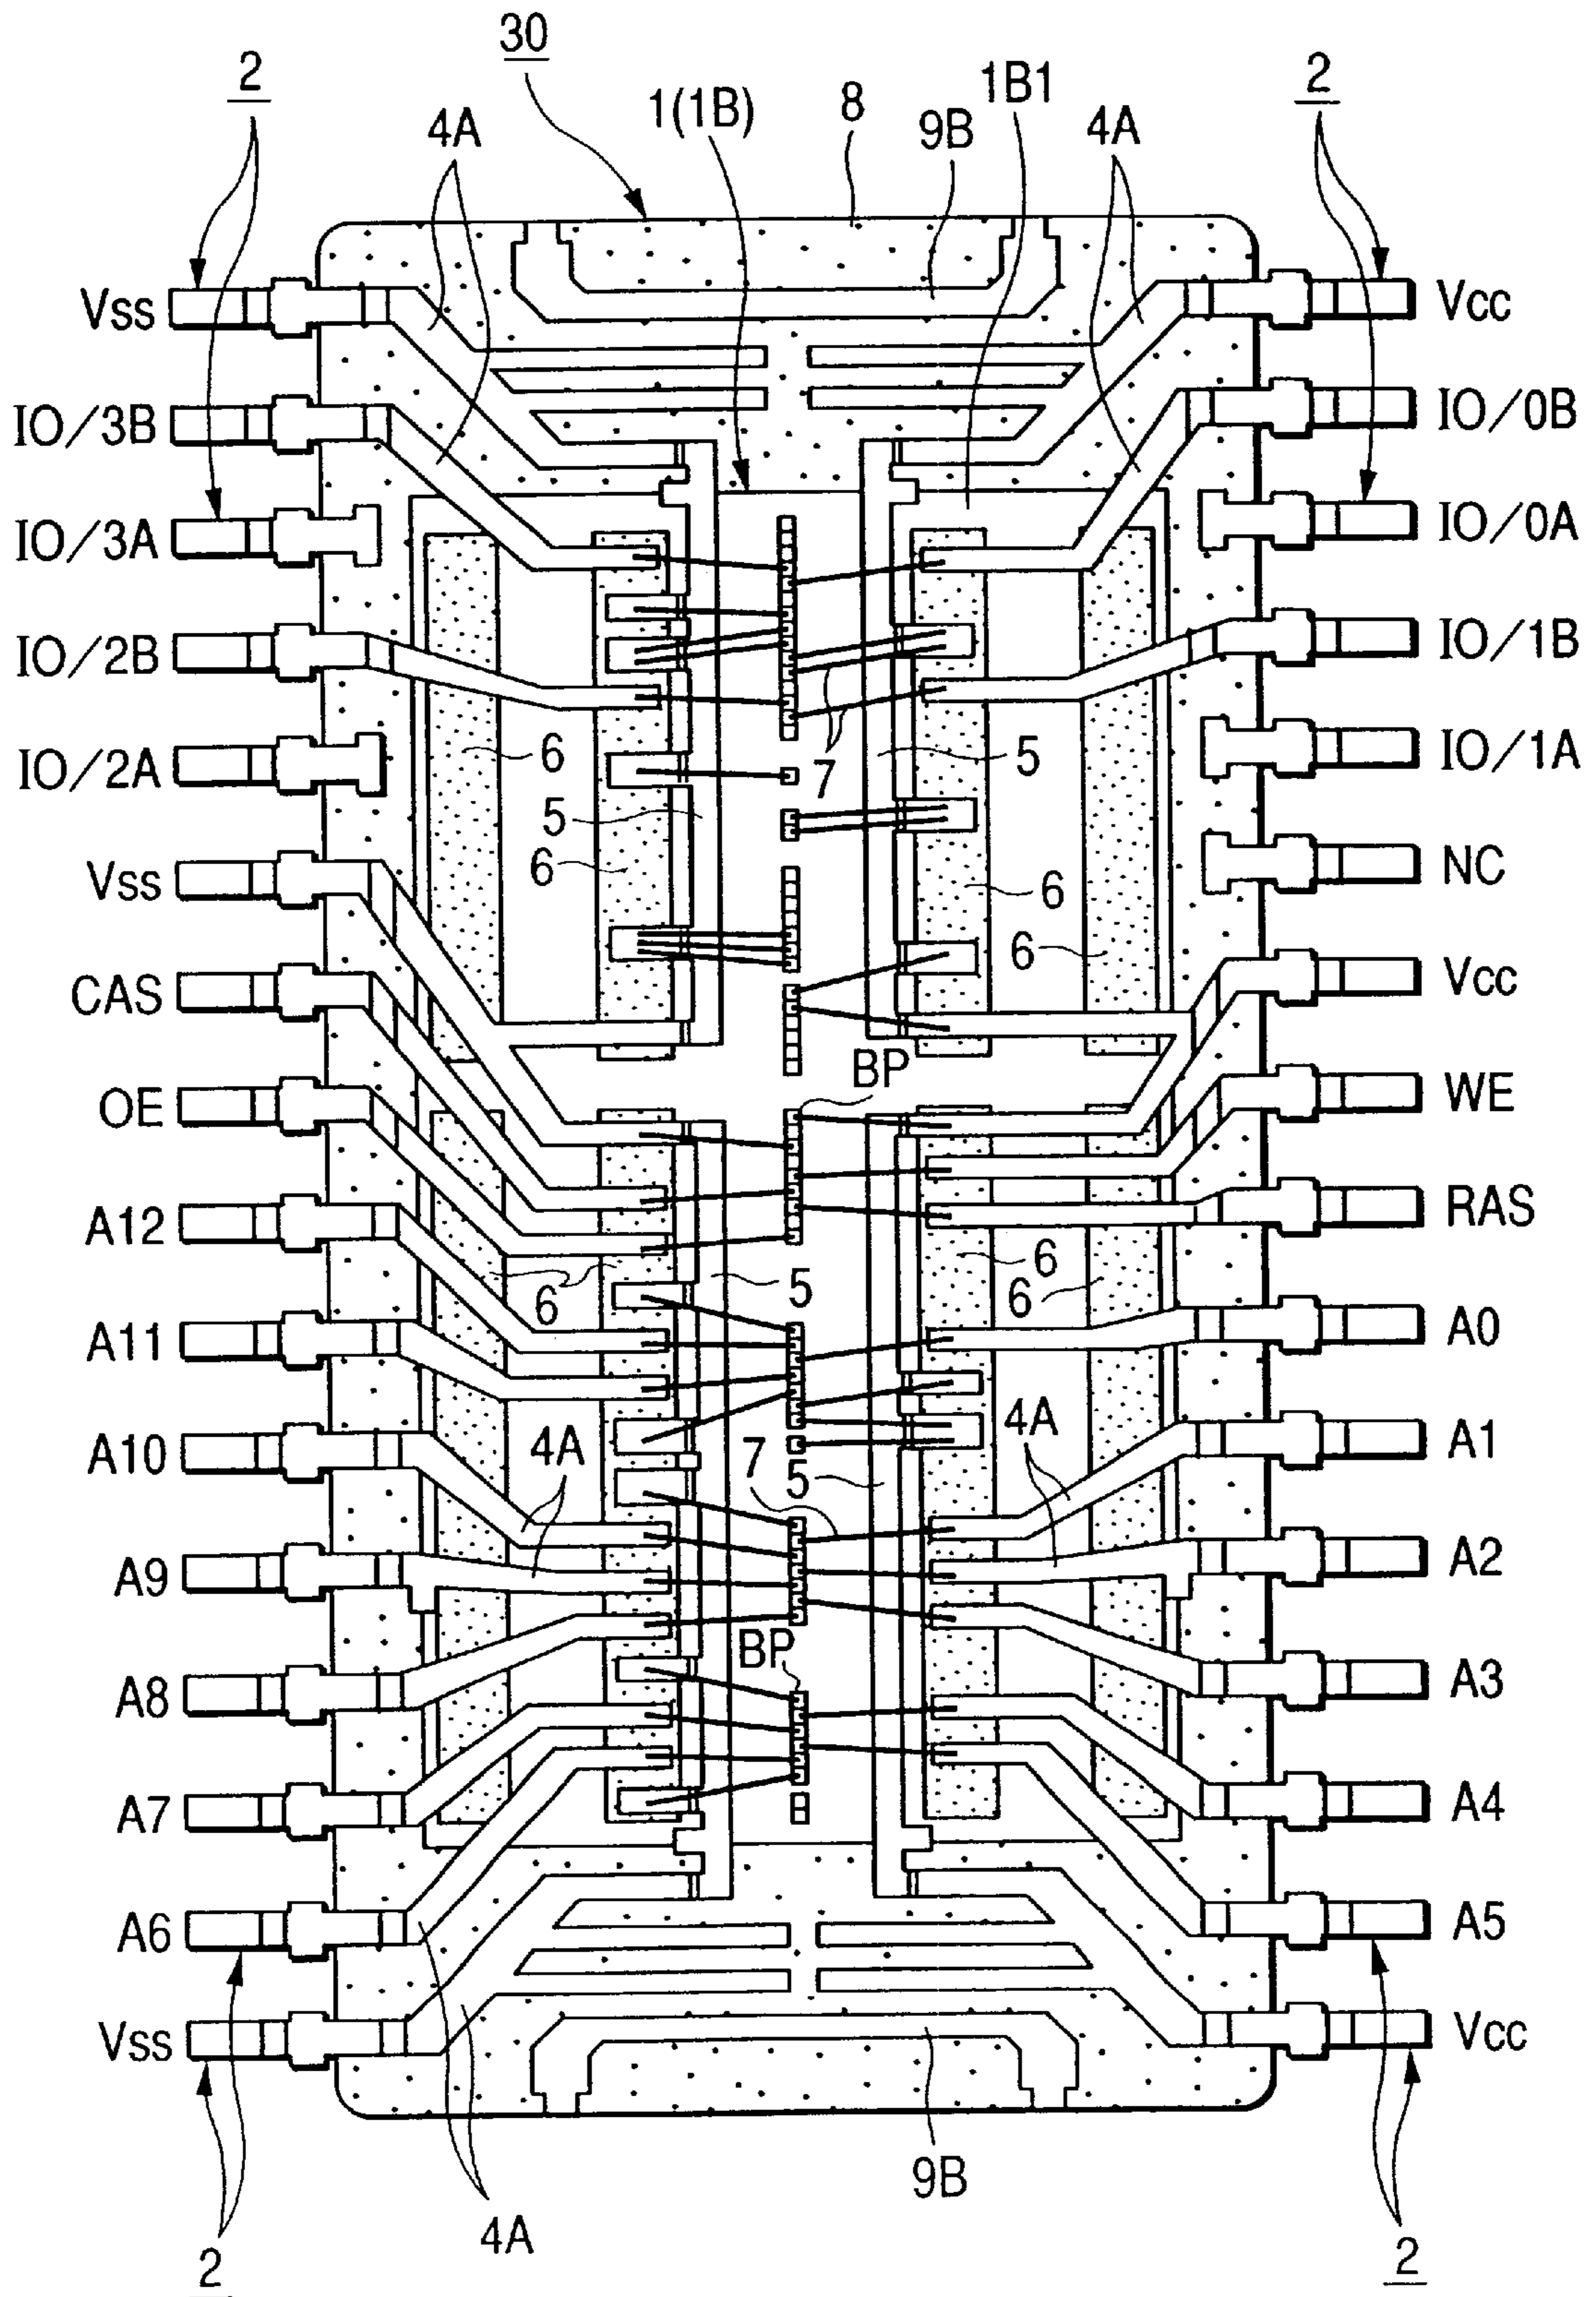 30
2 2
4A 1(1B) 8 9B 1B1 4A
Vss Vcc
IO/3B IO/0B
IO/3A IO/0A
IO/2B IO/1B
6 7 5
IO/2A IO/1A
5
6 6
Vss NC
6
CAS Vcc
BP
OE WE
A12 RAS
6 5 6 6
A11 A0
A10 4A 7 5 4A A1
A9 4A 4A A2
BP
A8 A3
A7 A4
A6 A5
Vss Vcc
9B
4A
2 2